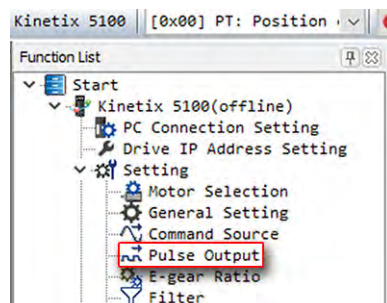 Kinetix 5100 [0x00] PT: Position
Function List
Start
Kinetix 5100(offline)
PC Connection Setting
Drive IP Address Setting
Setting
Motor Selection
General Setting
Command Source
Pulse Output
E-gear Ratio
Filter